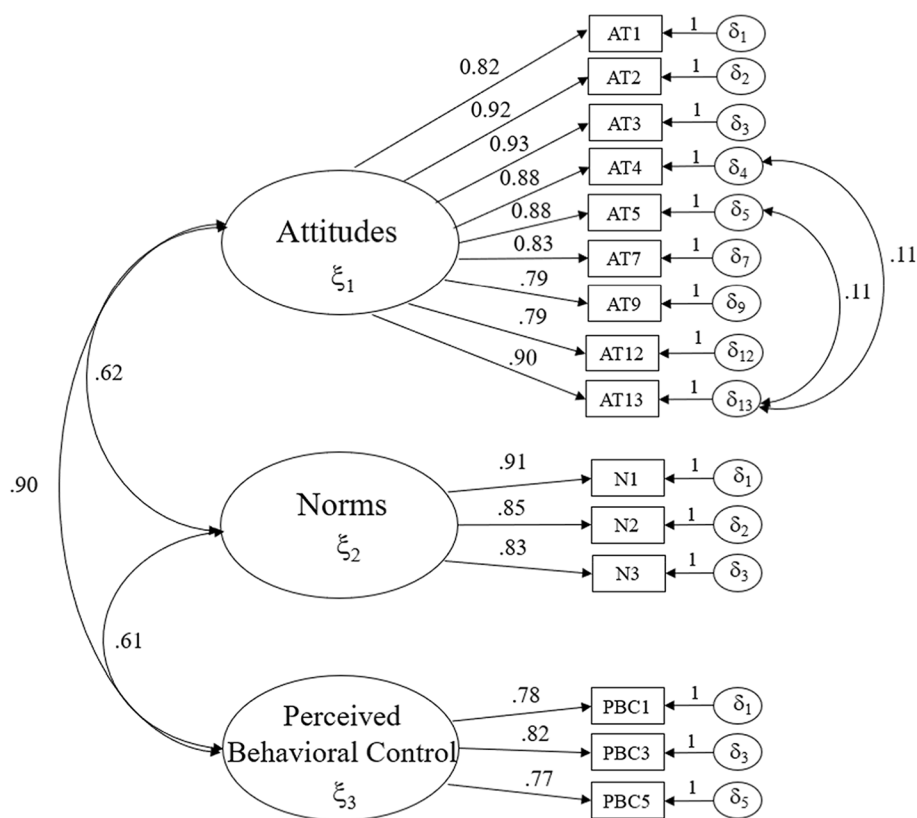 AT1 1 δ1
0.82
AT2 1 δ2
0.92
AT3 1 δ3
0.93
AT4 1 δ4
0.88
AT5 1 δ5
0.88
Attitudes
ξ1
AT7 1 δ7
0.83
.11
.11
AT9 1 δ9
.79
AT12 1 δ12
.79
AT13 1 δ13
.90
.62
.90
.91
N1 1 δ1
Norms
ξ2
.85
N2 1 δ2
.83
N3 1 δ3
.61
Perceived
Behavioral Control
ξ3
.78
PBC1 1 δ1
.82
PBC3 1 δ3
.77
PBC5 1 δ5